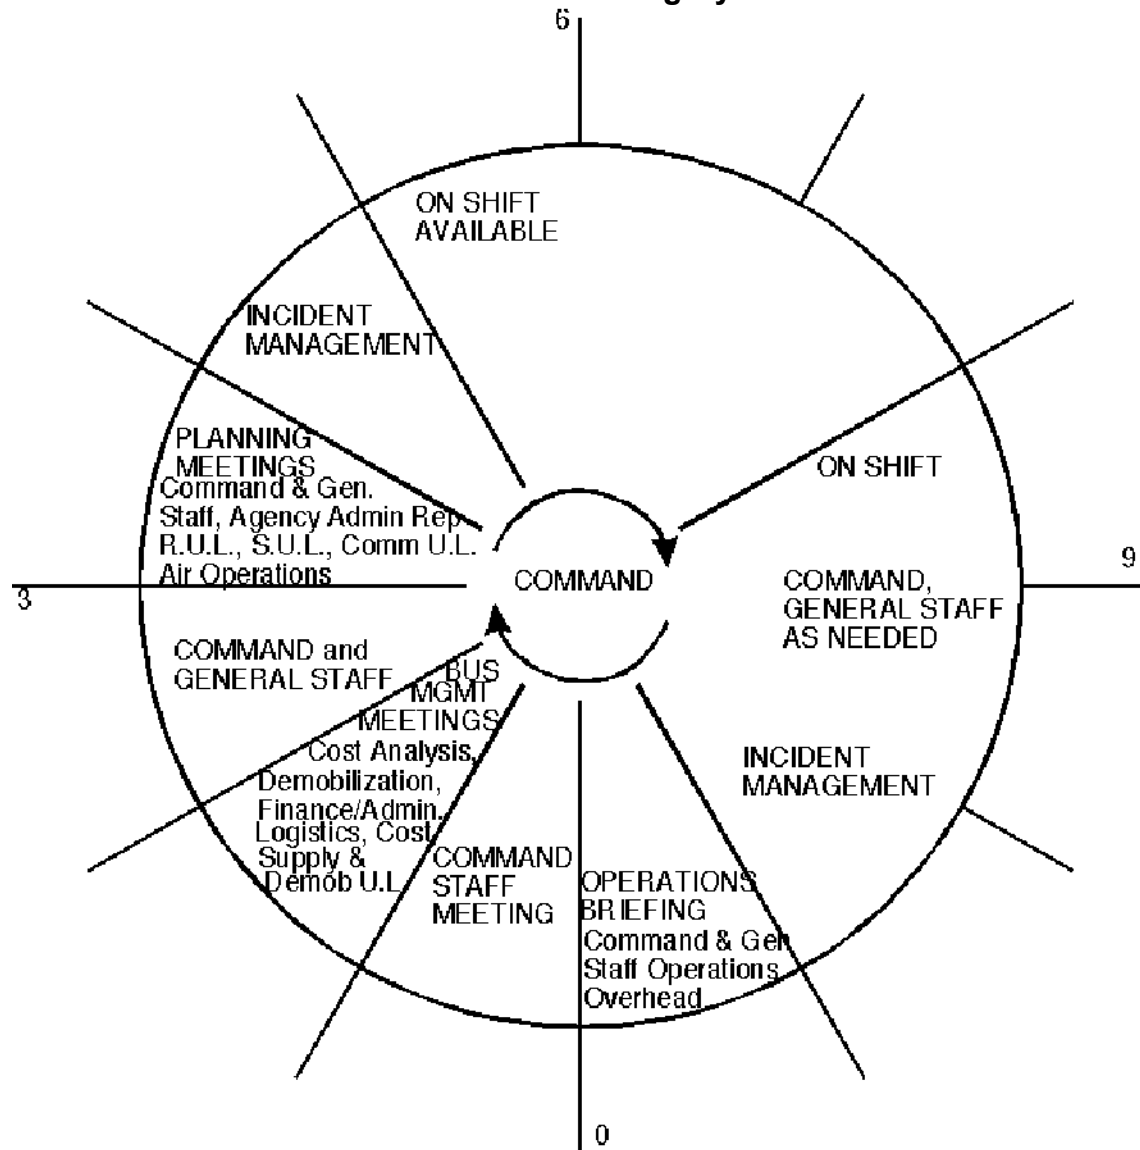 6
ON SHIFT
AVAILABLE
INCIDENT
MANAGEMENT
PLANNING
MEETINGS
Command & Gen.
Staff, Agency Admin Rep
R.U.L., S.U.L., Comm U.L.
Air Operations
3
COMMAND
ON SHIFT
9
COMMAND,
GENERAL STAFF
AS NEEDED
COMMAND and
GENERAL STAFF
BUS
MGMT
MEETINGS
Cost Analysis,
Demobilization,
Finance/Admin.
Logistics, Cost
Supply &
Demob U.L
INCIDENT
MANAGEMENT
COMMAND
STAFF
MEETING
OPERATIONS
BRIEFING
Command & Gen
Staff Operations
Overhead
0